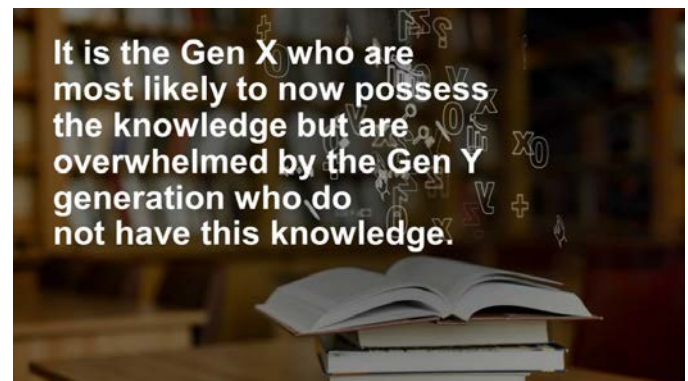 It is the Gen X who are
most likely to now possess
the knowledge but are
overwhelmed by the Gen Y
generation who do
not have this knowledge.